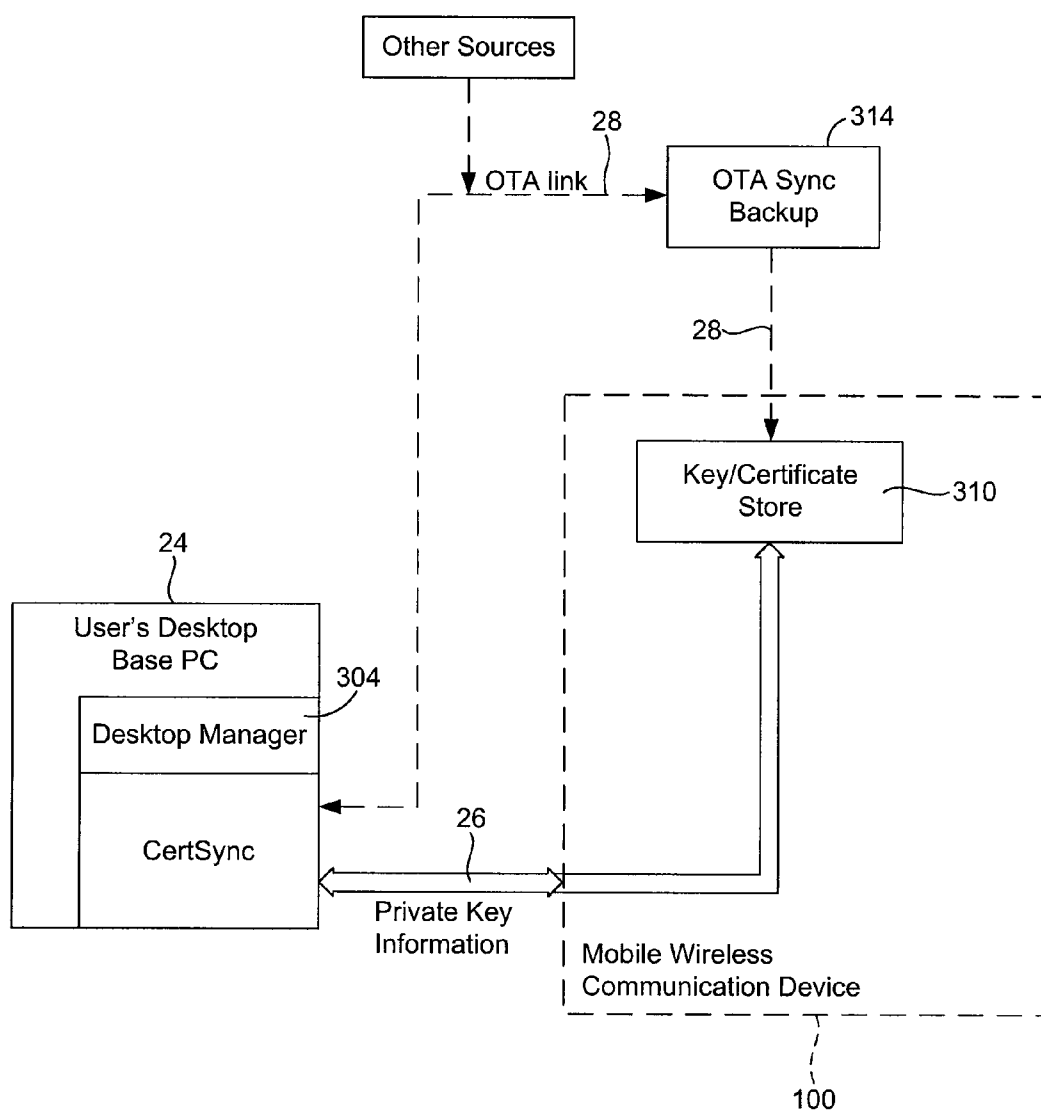 Other Sources
28
314
OTA link
OTA Sync
Backup
28
Key/Certificate
Store
310
24
User's Desktop
Base PC
304
Desktop Manager
CertSync
26
Private Key
Information
Mobile Wireless
Communication Device
100